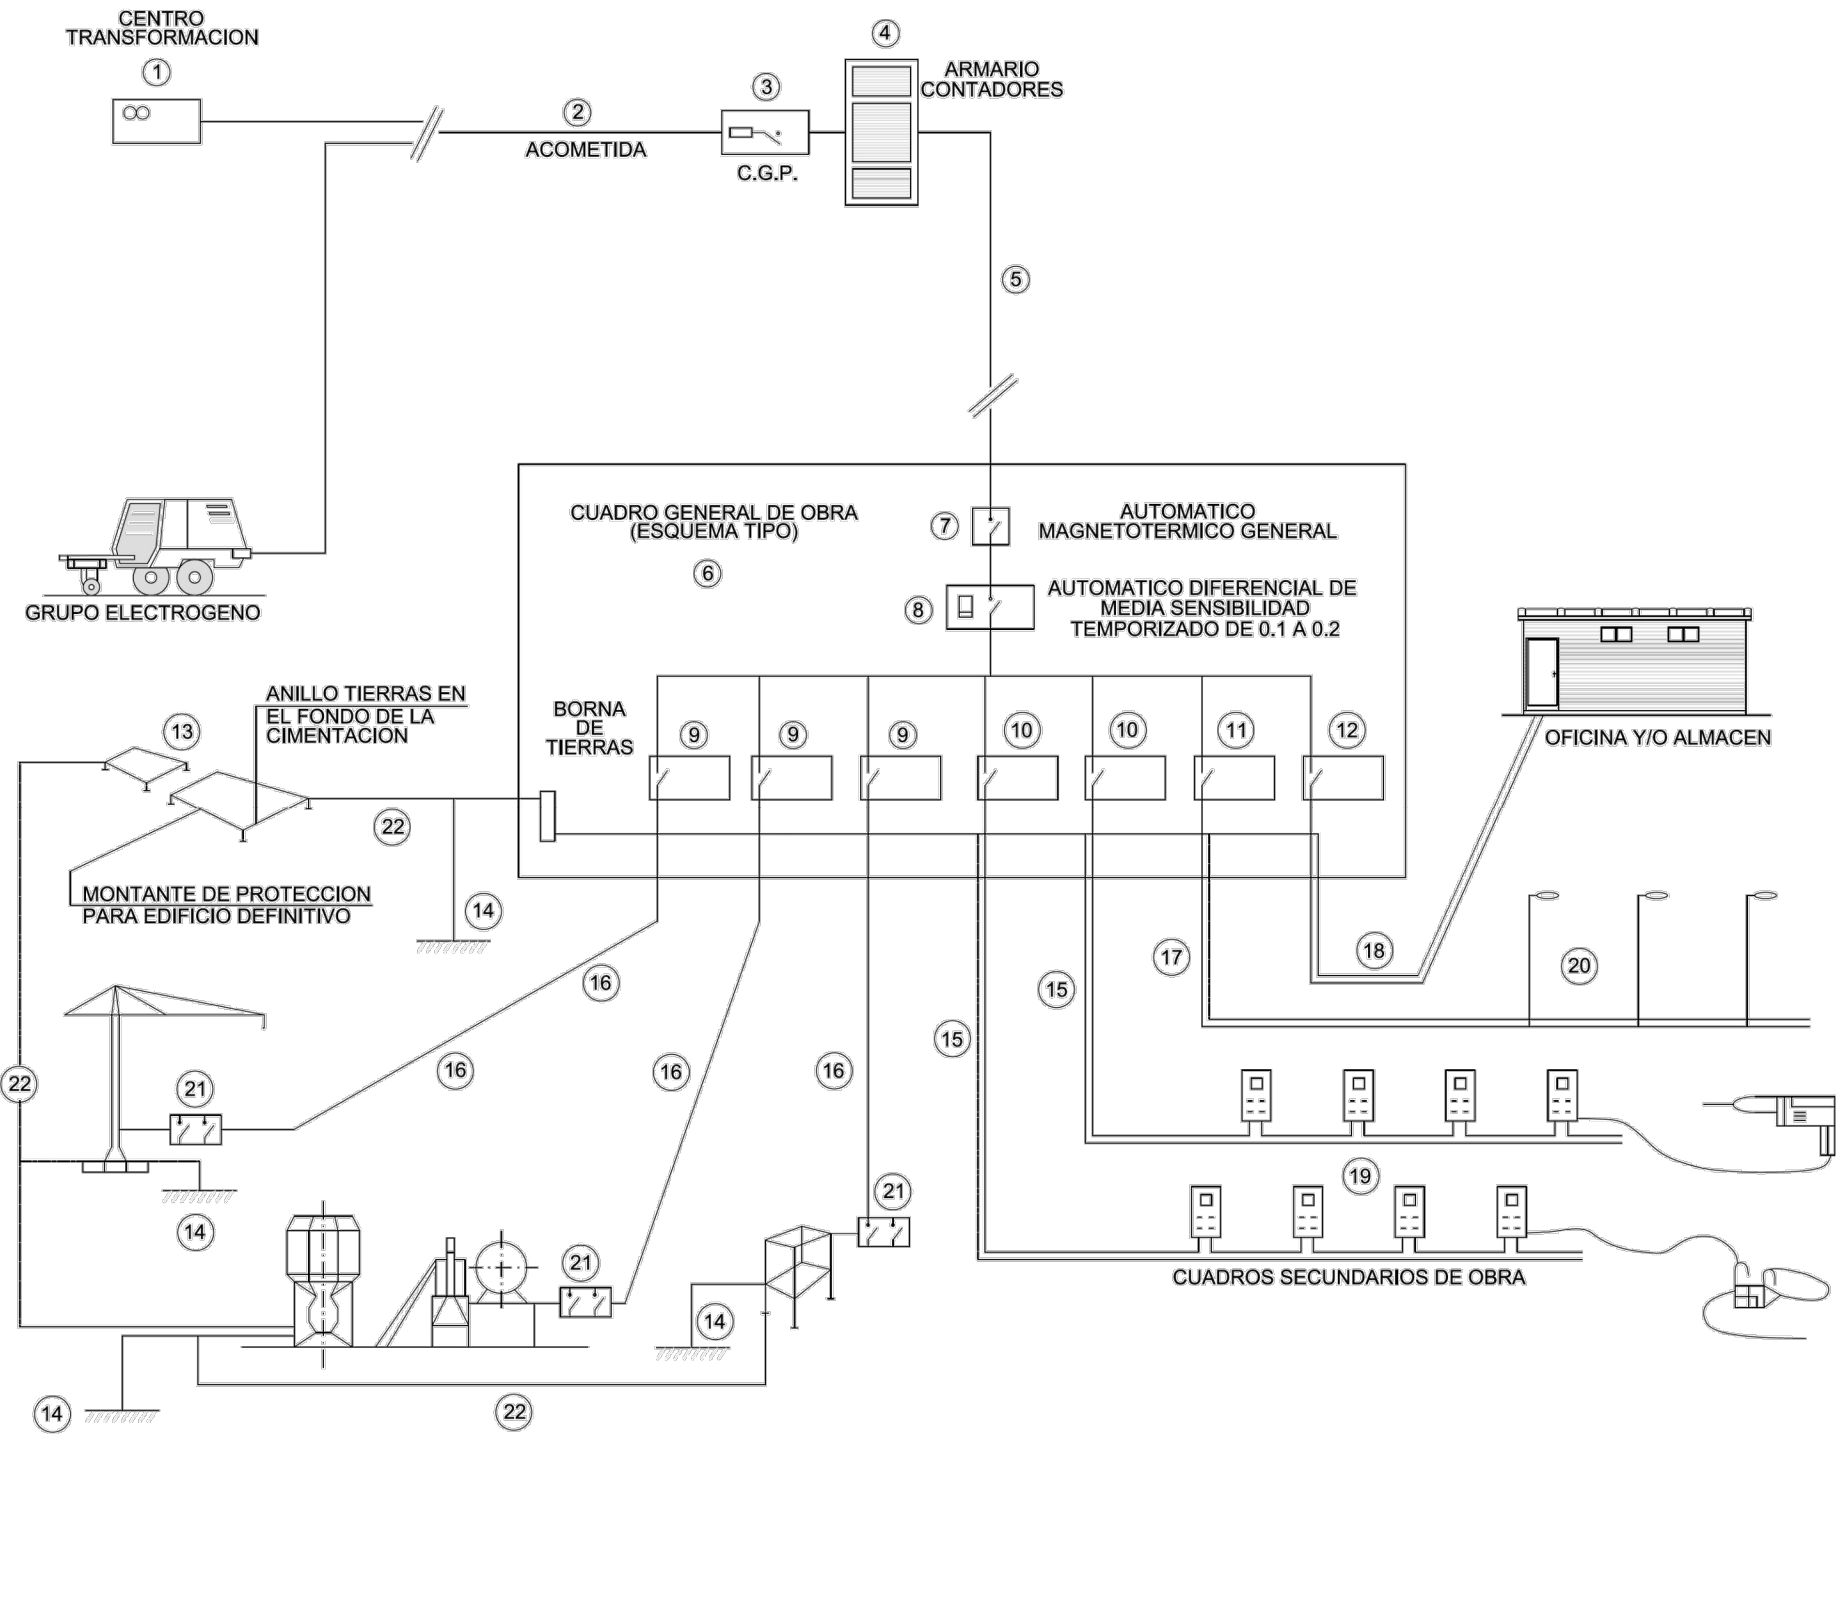 CENTRO
TRANSFORMACION
1
4
ARMARIO
CONTADORES
3
2
ACOMETIDA
C.G.P.
5
CUADRO GENERAL DE OBRA
(ESQUEMA TIPO)
6
7
AUTOMATICO
MAGNETOTERMICO GENERAL
8
AUTOMATICO DIFERENCIAL DE
MEDIA SENSIBILIDAD
TEMPORIZADO DE 0.1 A 0.2
GRUPO ELECTROGENO
OFICINA Y/O ALMACEN
ANILLO TIERRAS EN
EL FONDO DE LA
CIMENTACION
13
BORNA
DE
TIERRAS
9
9
9
10
10
11
12
22
MONTANTE DE PROTECCION
PARA EDIFICIO DEFINITIVO
14
16
15
17
18
20
15
22
21
16
16
16
19
21
14
21
14
CUADROS SECUNDARIOS DE OBRA
14
22